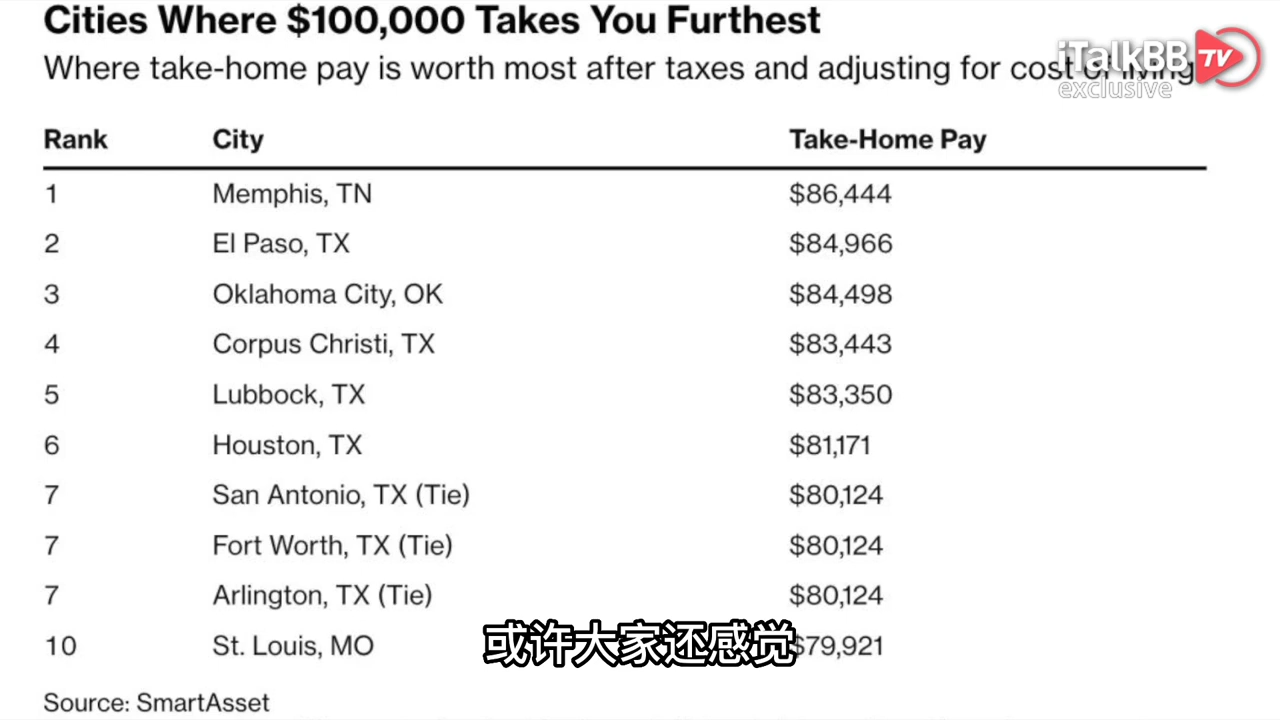 Cities Where $100,000 Takes You Furthest
Where take-home pay is worth most after taxes and adjusting for cost of living
iTalkBB TV
exclusive
Rank City Take-Home Pay
1 Memphis, TN $86,444
2 El Paso, TX $84,966
3 Oklahoma City, OK $84,498
4 Corpus Christi, TX $83,443
5 Lubbock, TX $83,350
6 Houston, TX $81,171
7 San Antonio, TX (Tie) $80,124
7 Fort Worth, TX (Tie) $80,124
7 Arlington, TX (Tie) $80,124
10 St. Louis, MO $79,921
或许大家还感觉
Source: SmartAsset